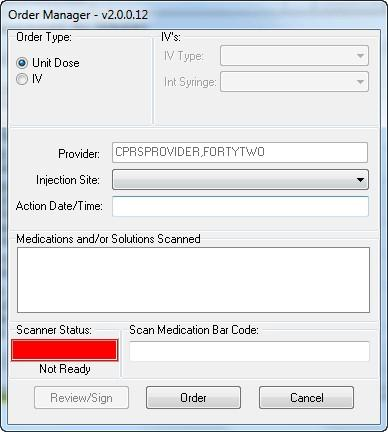 Order Manager - v2.0.0.12
Order Type:
IV's:
Unit Dose
IV
IV Type:
Int Syringe:
Provider:
CPRSPROVIDER,FORTYTWO
Injection Site:
Action Date/Time:
Medications and/or Solutions Scanned
Scanner Status:
Scan Medication Bar Code:
Not Ready
Review/Sign
Order
Cancel